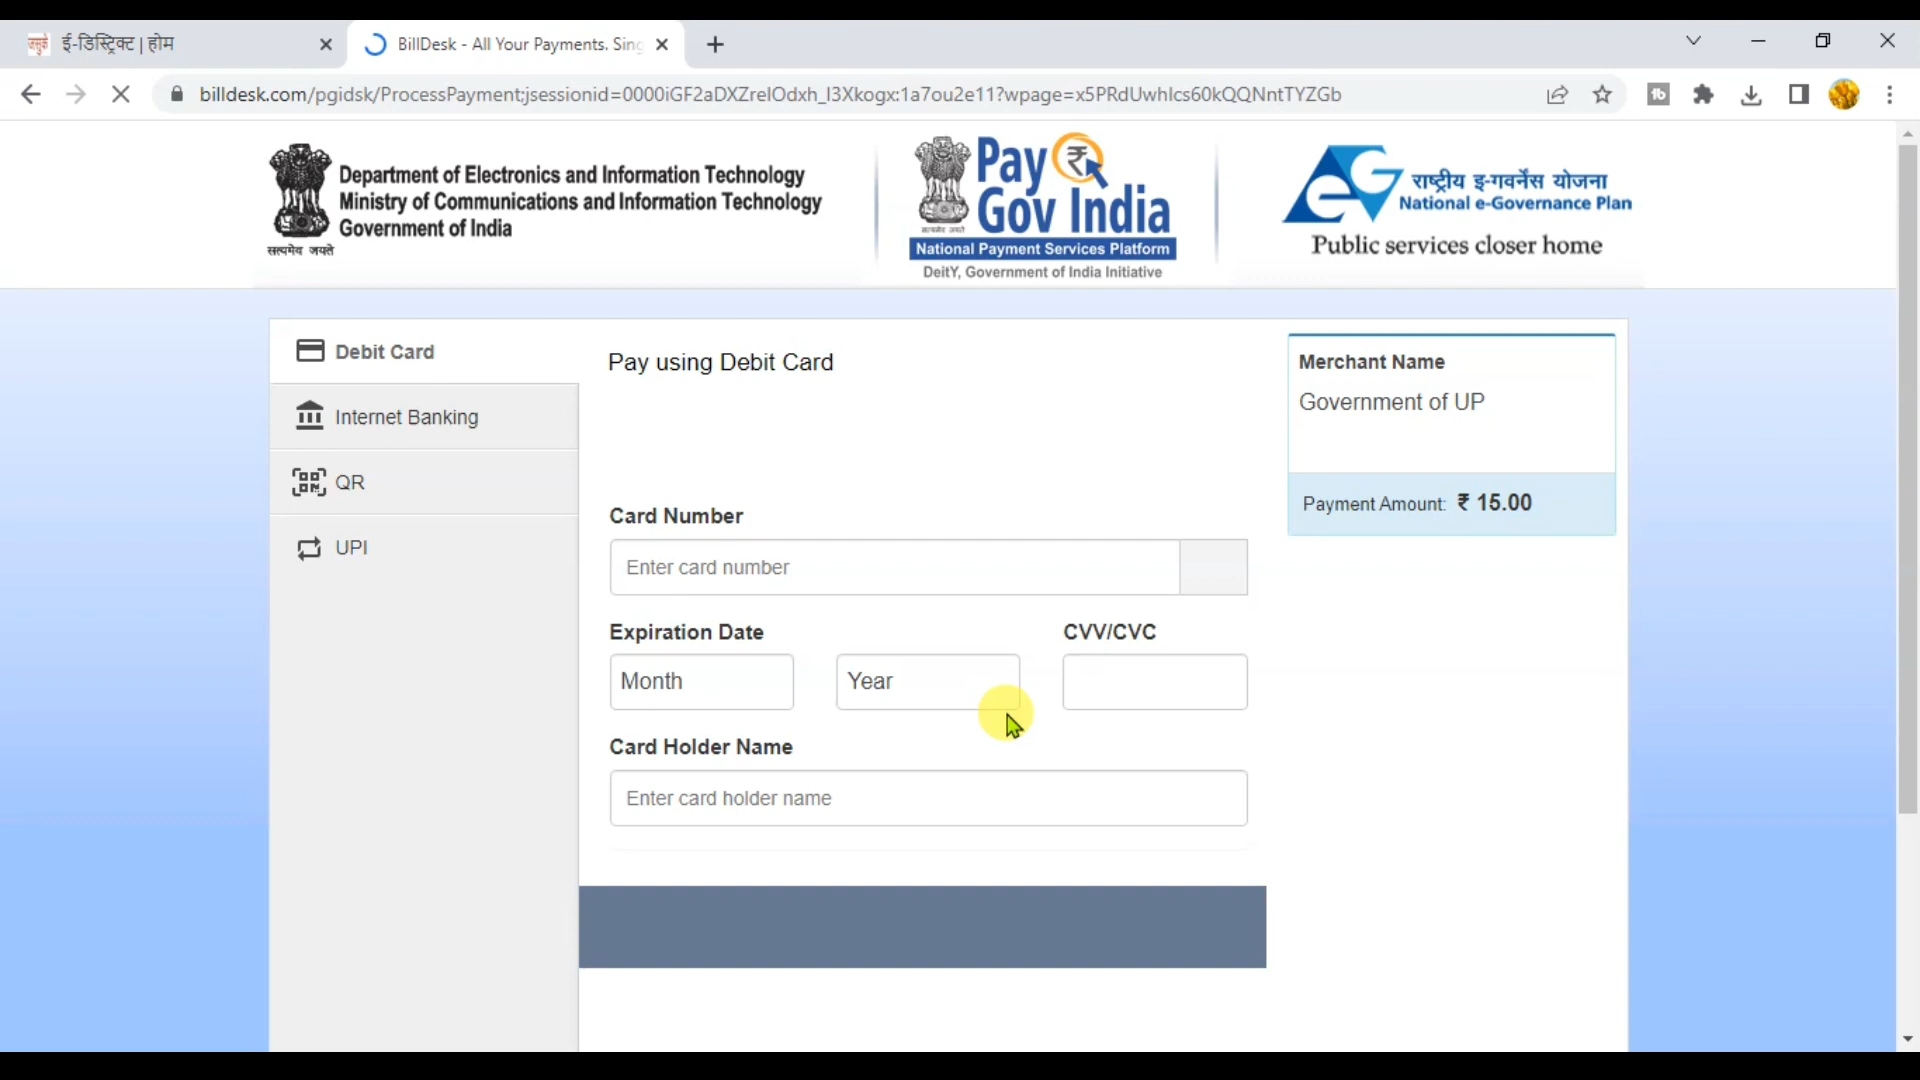 ई-डिस्ट्रिक्ट | होम
BillDesk - All Your Payments. Sing
billdesk.com/pgidsk/ProcessPayment;jsessionid=0000iGF2aDXZrelOdxh_I3Xkogx:1a7ou2e11?wpage=x5PRdUwhlcs60kQQNntTYZGb
Department of Electronics and Information Technology
Ministry of Communications and Information Technology
Government of India
सत्यमेव जयते
Pay
Gov India
National Payment Services Platform
DeitY, Government of India Initiative
राष्ट्रीय इ-गवर्नेंस योजना
National e-Governance Plan
Public services closer home
Debit Card
Internet Banking
QR
UPI
Pay using Debit Card
Card Number
Enter card number
Expiration Date
CVV/CVC
Month
Year
Card Holder Name
Enter card holder name
Merchant Name
Government of UP
Payment Amount: ₹ 15.00